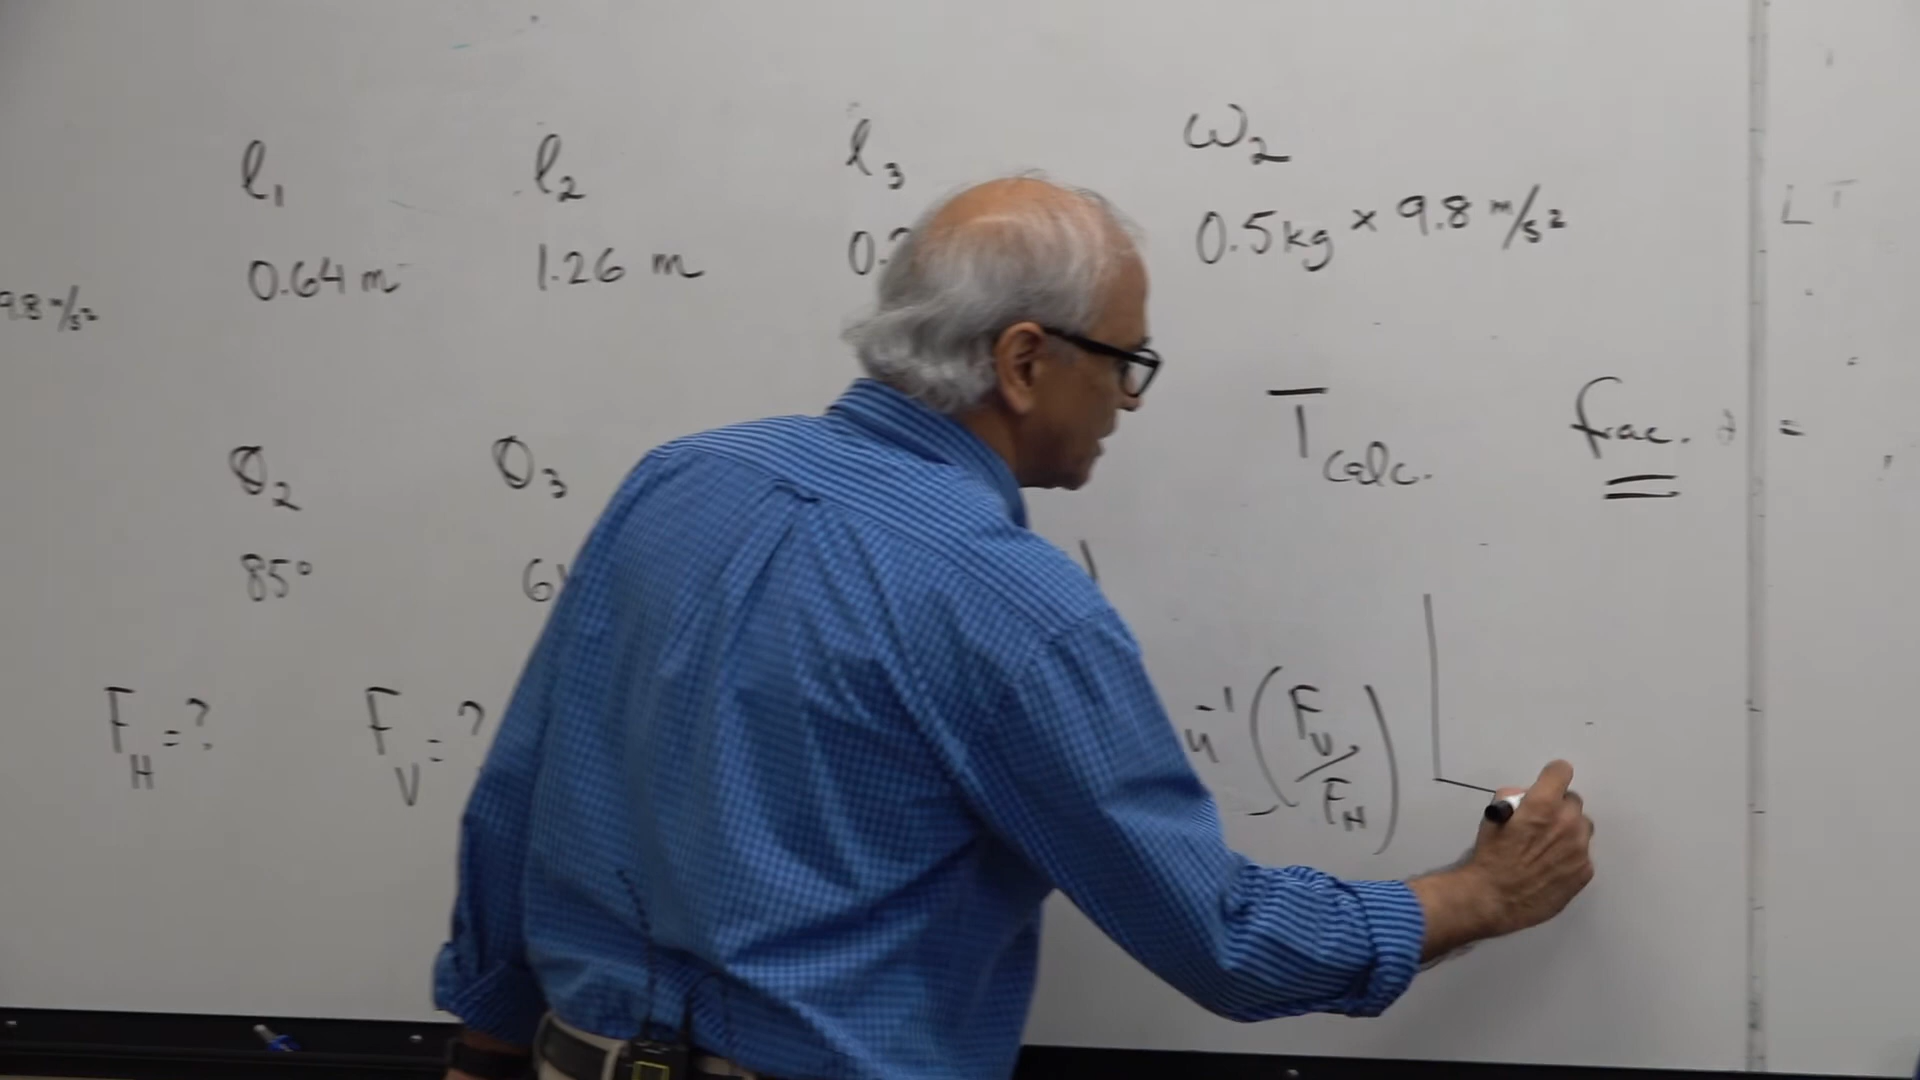 l₁ l₂ l₃ ω₂
9.8 m/s² 0.64 m 1.26 m 0.5 kg × 9.8 m/s²
T calc. frac. =
θ₂ θ₃
85°
F_H = ? F_V = ? ⁻¹ (F_V / F_H)